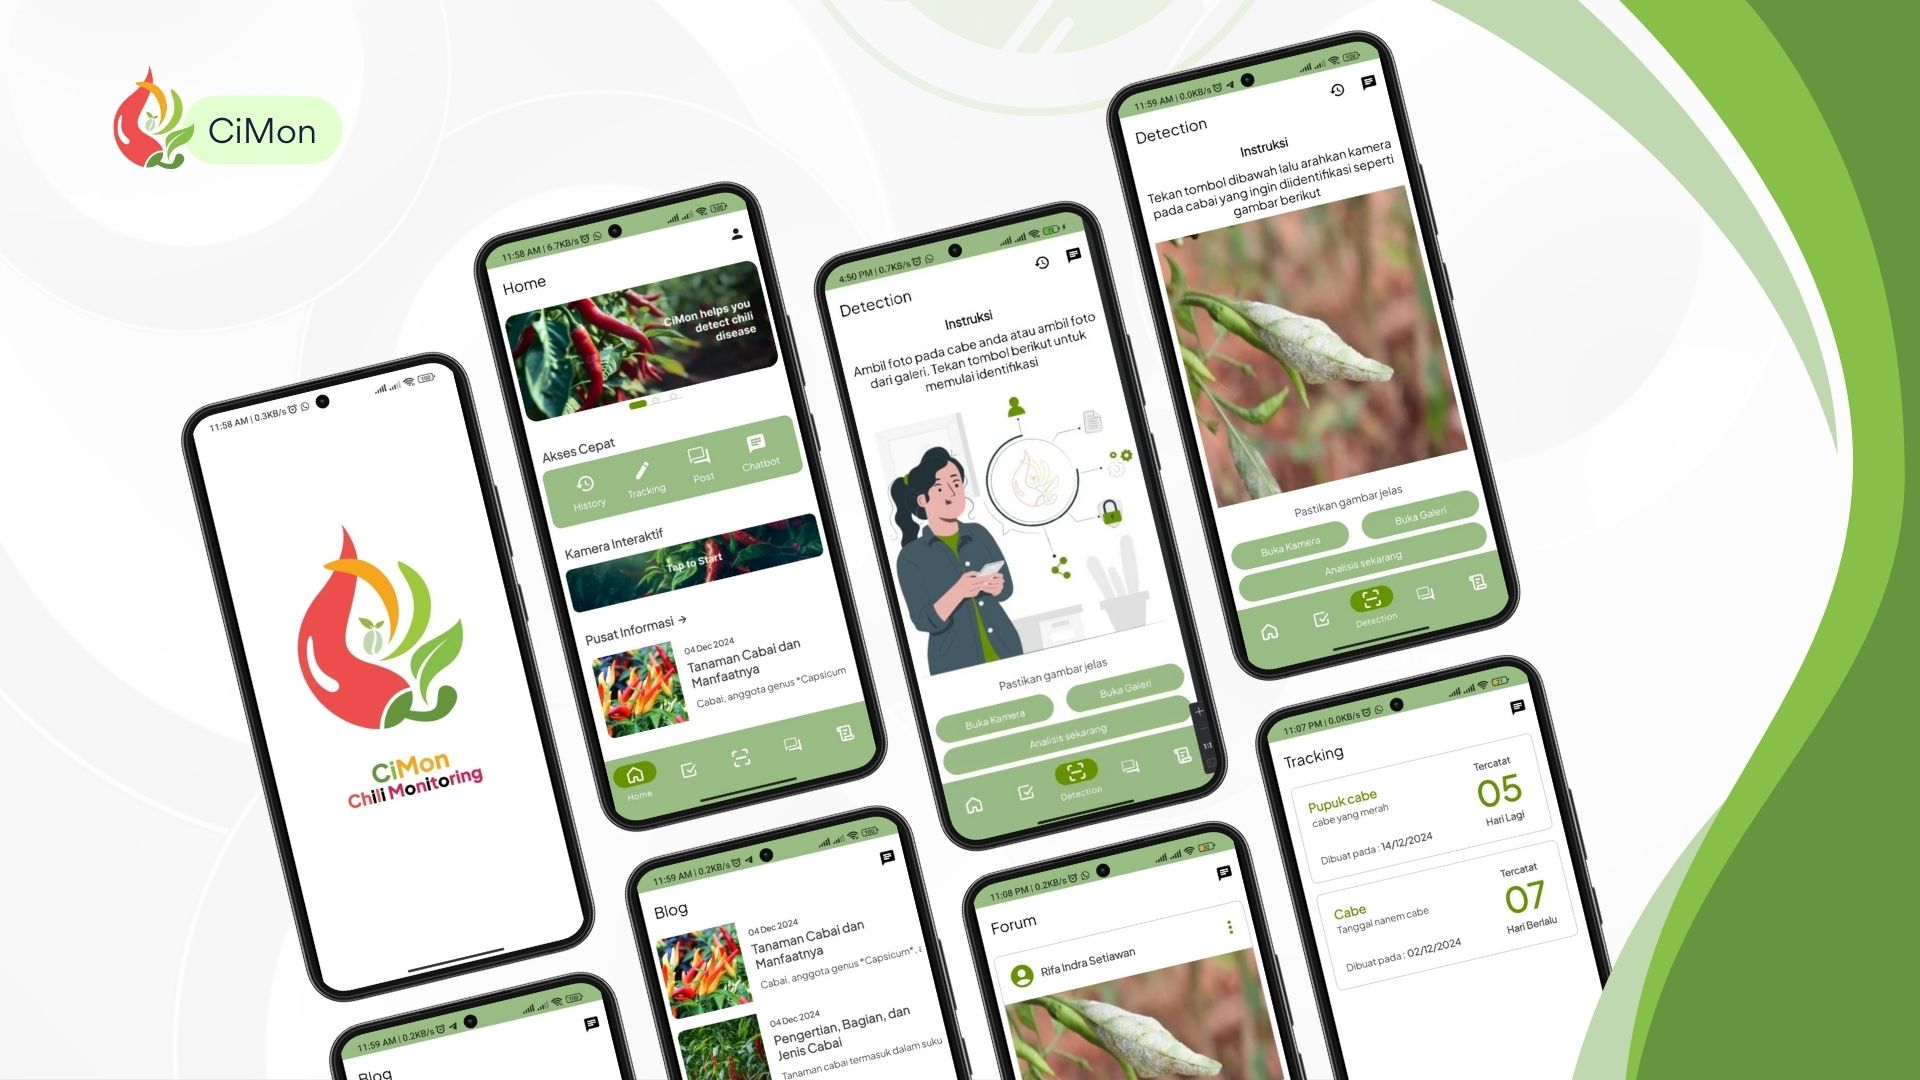 CiMon
11:58 AM | 0.3KB/s
100
CiMon
Chili Monitoring
11:58 AM | 6.7KB/s
100
Home
CiMon helps you
detect chili
disease
Akses Cepat
History
Tracking
Post
Chatbot
Kamera Interaktif
Tap to Start
Pusat Informasi →
04 Dec 2024
Tanaman Cabai dan
Manfaatnya
Cabai, anggota genus *Capsicum
Home
4:50 PM | 0.7KB/s
Detection
Instruksi
Ambil foto pada cabe anda atau ambil foto
dari galeri. Tekan tombol berikut untuk
memulai identifikasi
Pastikan gambar jelas
Buka Kamera
Buka Galeri
Analisis sekarang
Detection
1:1
11:59 AM | 0.0KB/s
100
Detection
Instruksi
Tekan tombol dibawah lalu arahkan kamera
pada cabai yang ingin diidentifikasi seperti
gambar berikut
Pastikan gambar jelas
Buka Kamera
Buka Galeri
Analisis sekarang
Detection
11:59 AM | 0.2KB/s
100
Blog
11:59 AM | 0.2KB/s
100
Blog
04 Dec 2024
Tanaman Cabai dan
Manfaatnya
Cabai, anggota genus *Capsicum*,
04 Dec 2024
Pengertian, Bagian, dan
Jenis Cabai
Tanaman cabai termasuk dalam suku
11:08 PM | 0.2KB/s
Forum
Rifa Indra Setiawan
11:07 PM | 0.0KB/s
Tracking
Pupuk cabe
cabe yang merah
Dibuat pada : 14/12/2024
Tercatat
05
Hari Lagi
Cabe
Tanggal nanem cabe
Dibuat pada : 02/12/2024
Tercatat
07
Hari Berlalu